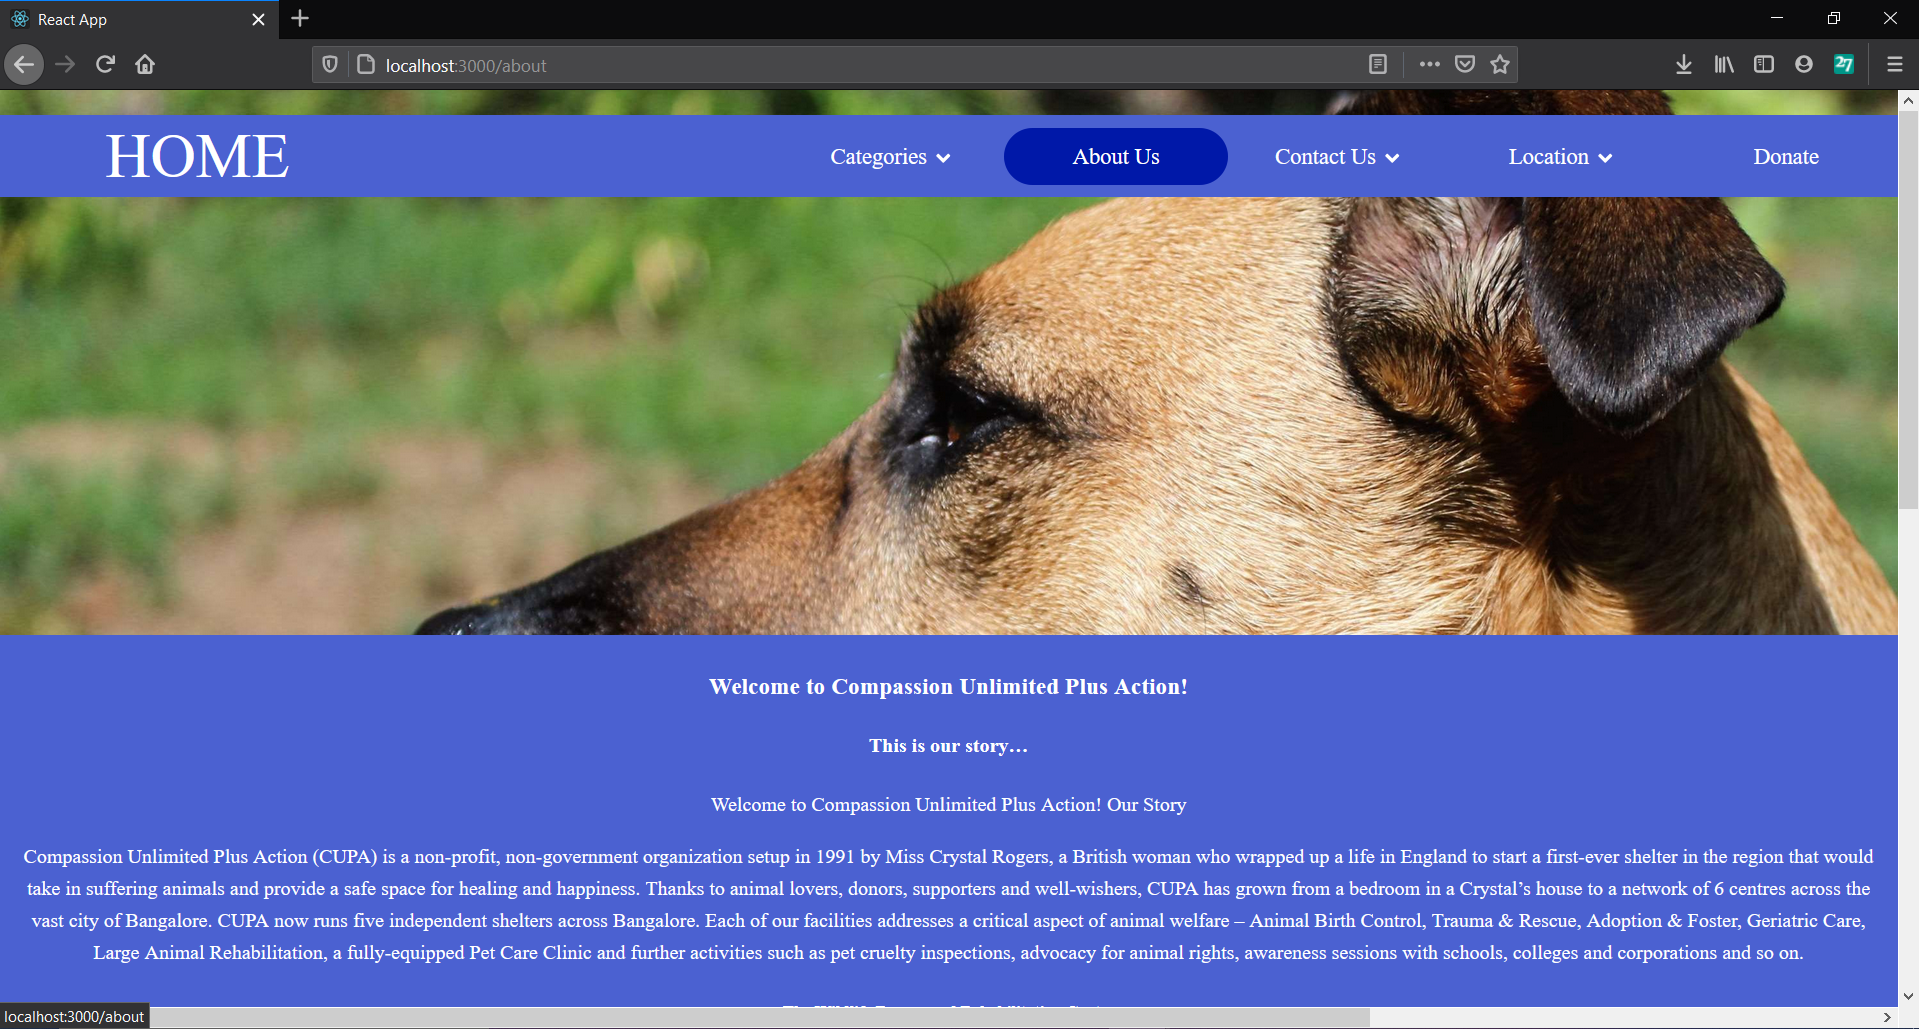 React App
localhost:3000/about
27
HOME
Categories
About Us
Contact Us
Location
Donate
Welcome to Compassion Unlimited Plus Action!
This is our story…
Welcome to Compassion Unlimited Plus Action! Our Story
Compassion Unlimited Plus Action (CUPA) is a non-profit, non-government organization setup in 1991 by Miss Crystal Rogers, a British woman who wrapped up a life in England to start a first-ever shelter in the region that would
take in suffering animals and provide a safe space for healing and happiness. Thanks to animal lovers, donors, supporters and well-wishers, CUPA has grown from a bedroom in a Crystal’s house to a network of 6 centres across the
vast city of Bangalore. CUPA now runs five independent shelters across Bangalore. Each of our facilities addresses a critical aspect of animal welfare – Animal Birth Control, Trauma & Rescue, Adoption & Foster, Geriatric Care,
Large Animal Rehabilitation, a fully-equipped Pet Care Clinic and further activities such as pet cruelty inspections, advocacy for animal rights, awareness sessions with schools, colleges and corporations and so on.
localhost:3000/about